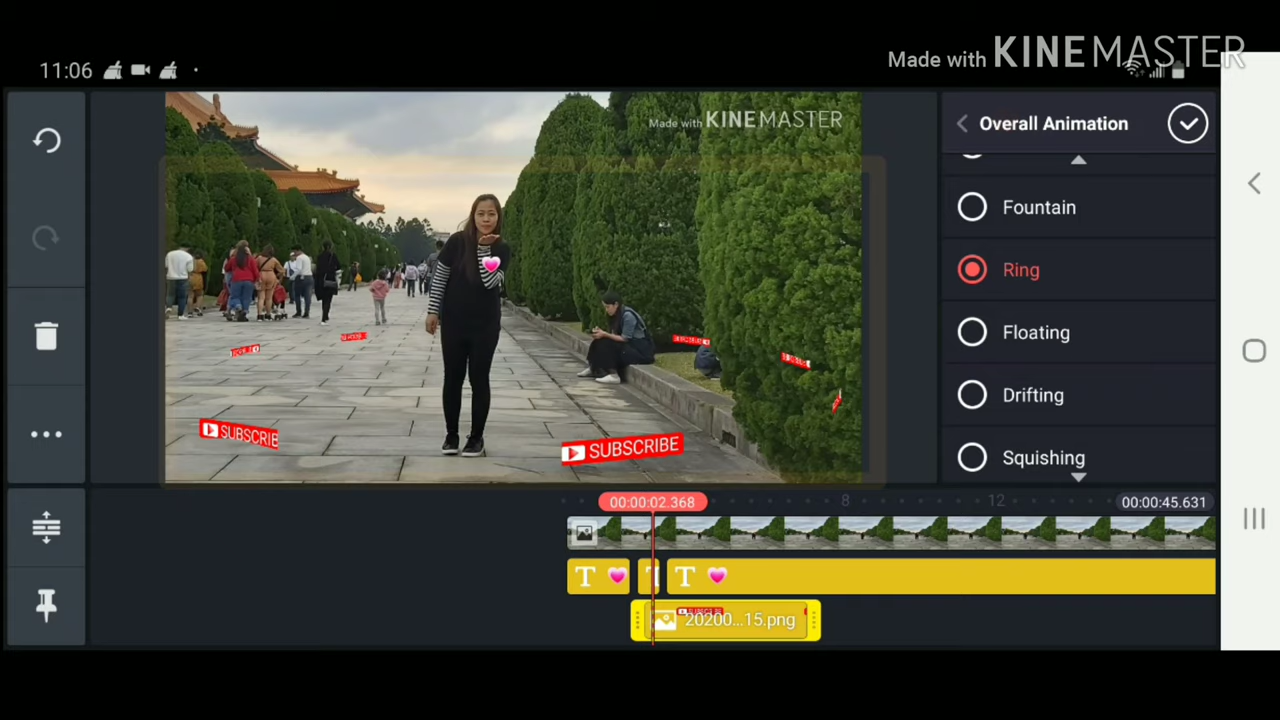 Made with KINEMASTER
11:06
Made with KINEMASTER
Overall Animation
Fountain
Ring
Floating
Drifting
Squishing
SUBSCRIBE
SUBSCRIBE
00:00:02.368
8
12
00:00:45.631
T
T
T
SUBSCRIBE
20200...15.png